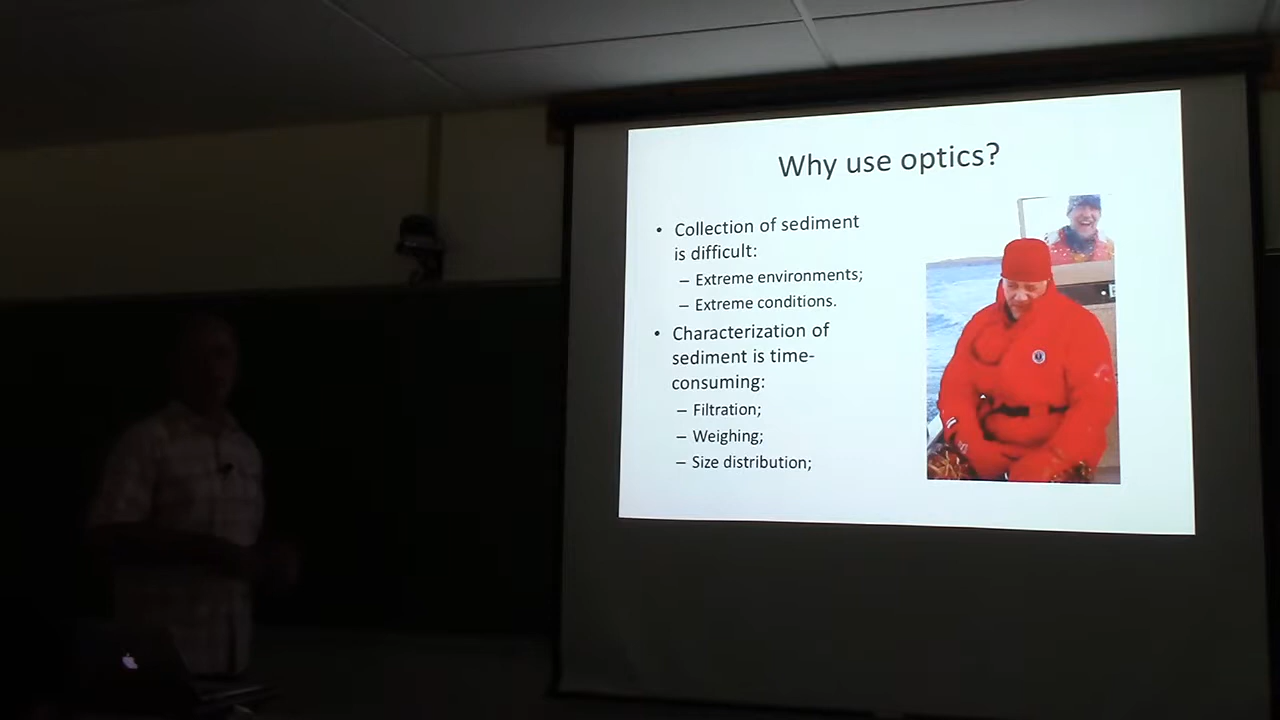 Why use optics?
• Collection of sediment
is difficult:
– Extreme environments;
– Extreme conditions.
• Characterization of
sediment is time-
consuming:
– Filtration;
– Weighing;
– Size distribution;